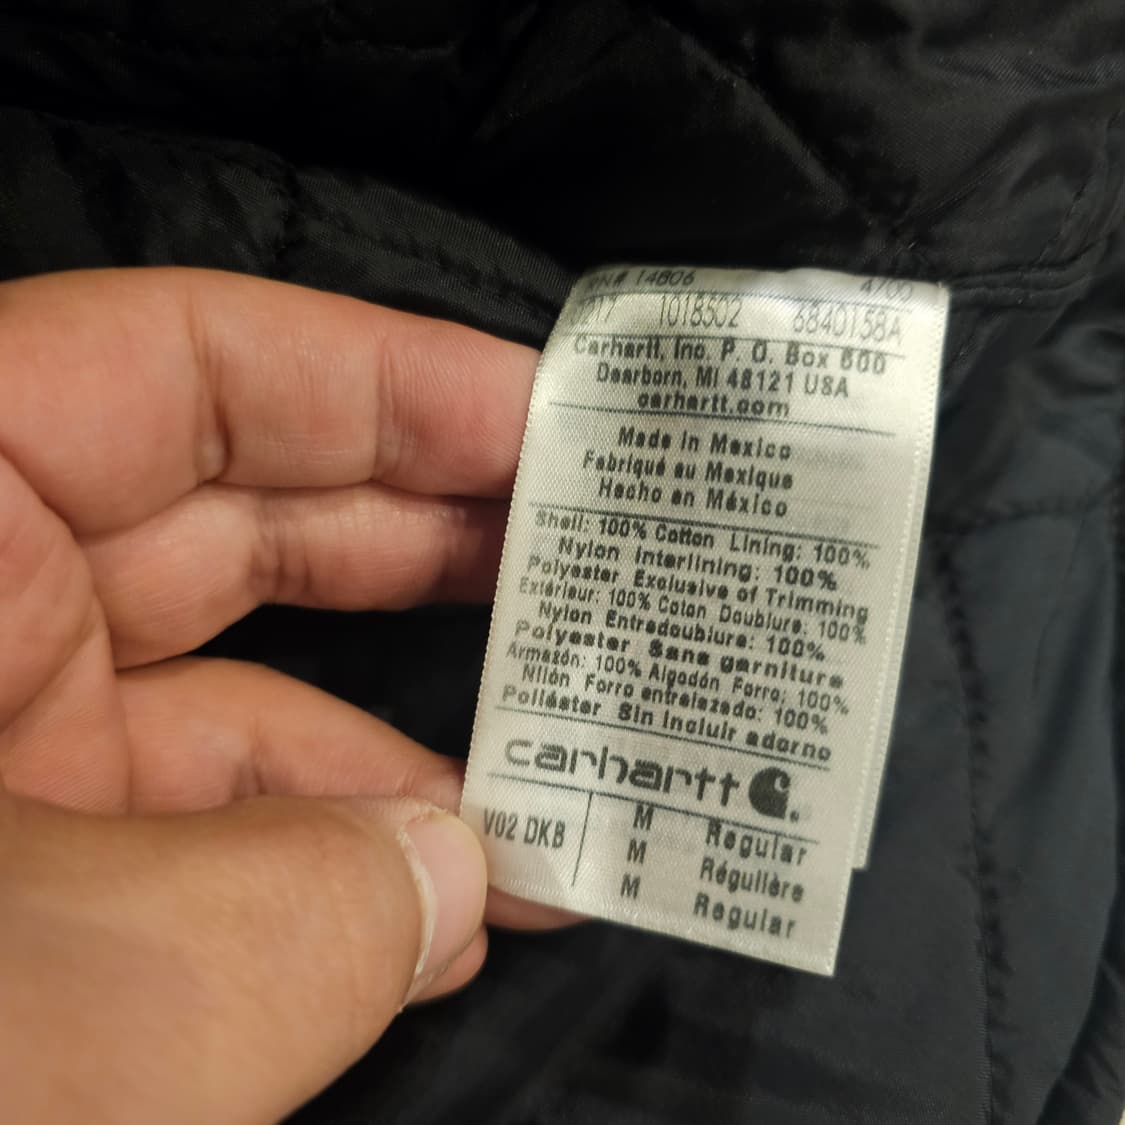 RN# 14806 4700
1018502 6840158A
Carhartt, Inc. P. O. Box 600
Dearborn, MI 48121 USA
carhartt.com
Made in Mexico
Fabriqué au Mexique
Hecho en México
Shell: 100% Cotton Lining: 100%
Nylon Interlining: 100%
Polyester Exclusive of Trimming
Extérieur: 100% Coton Doublure: 100%
Nylon Entredoublure: 100%
Polyester Sans garniture
Armazón: 100% Algodón Forro: 100%
Nilón Forro entrelazado: 100%
Poliéster Sin incluir adorno
carhartt
V02 DKB M Regular
M Régulière
M Regular